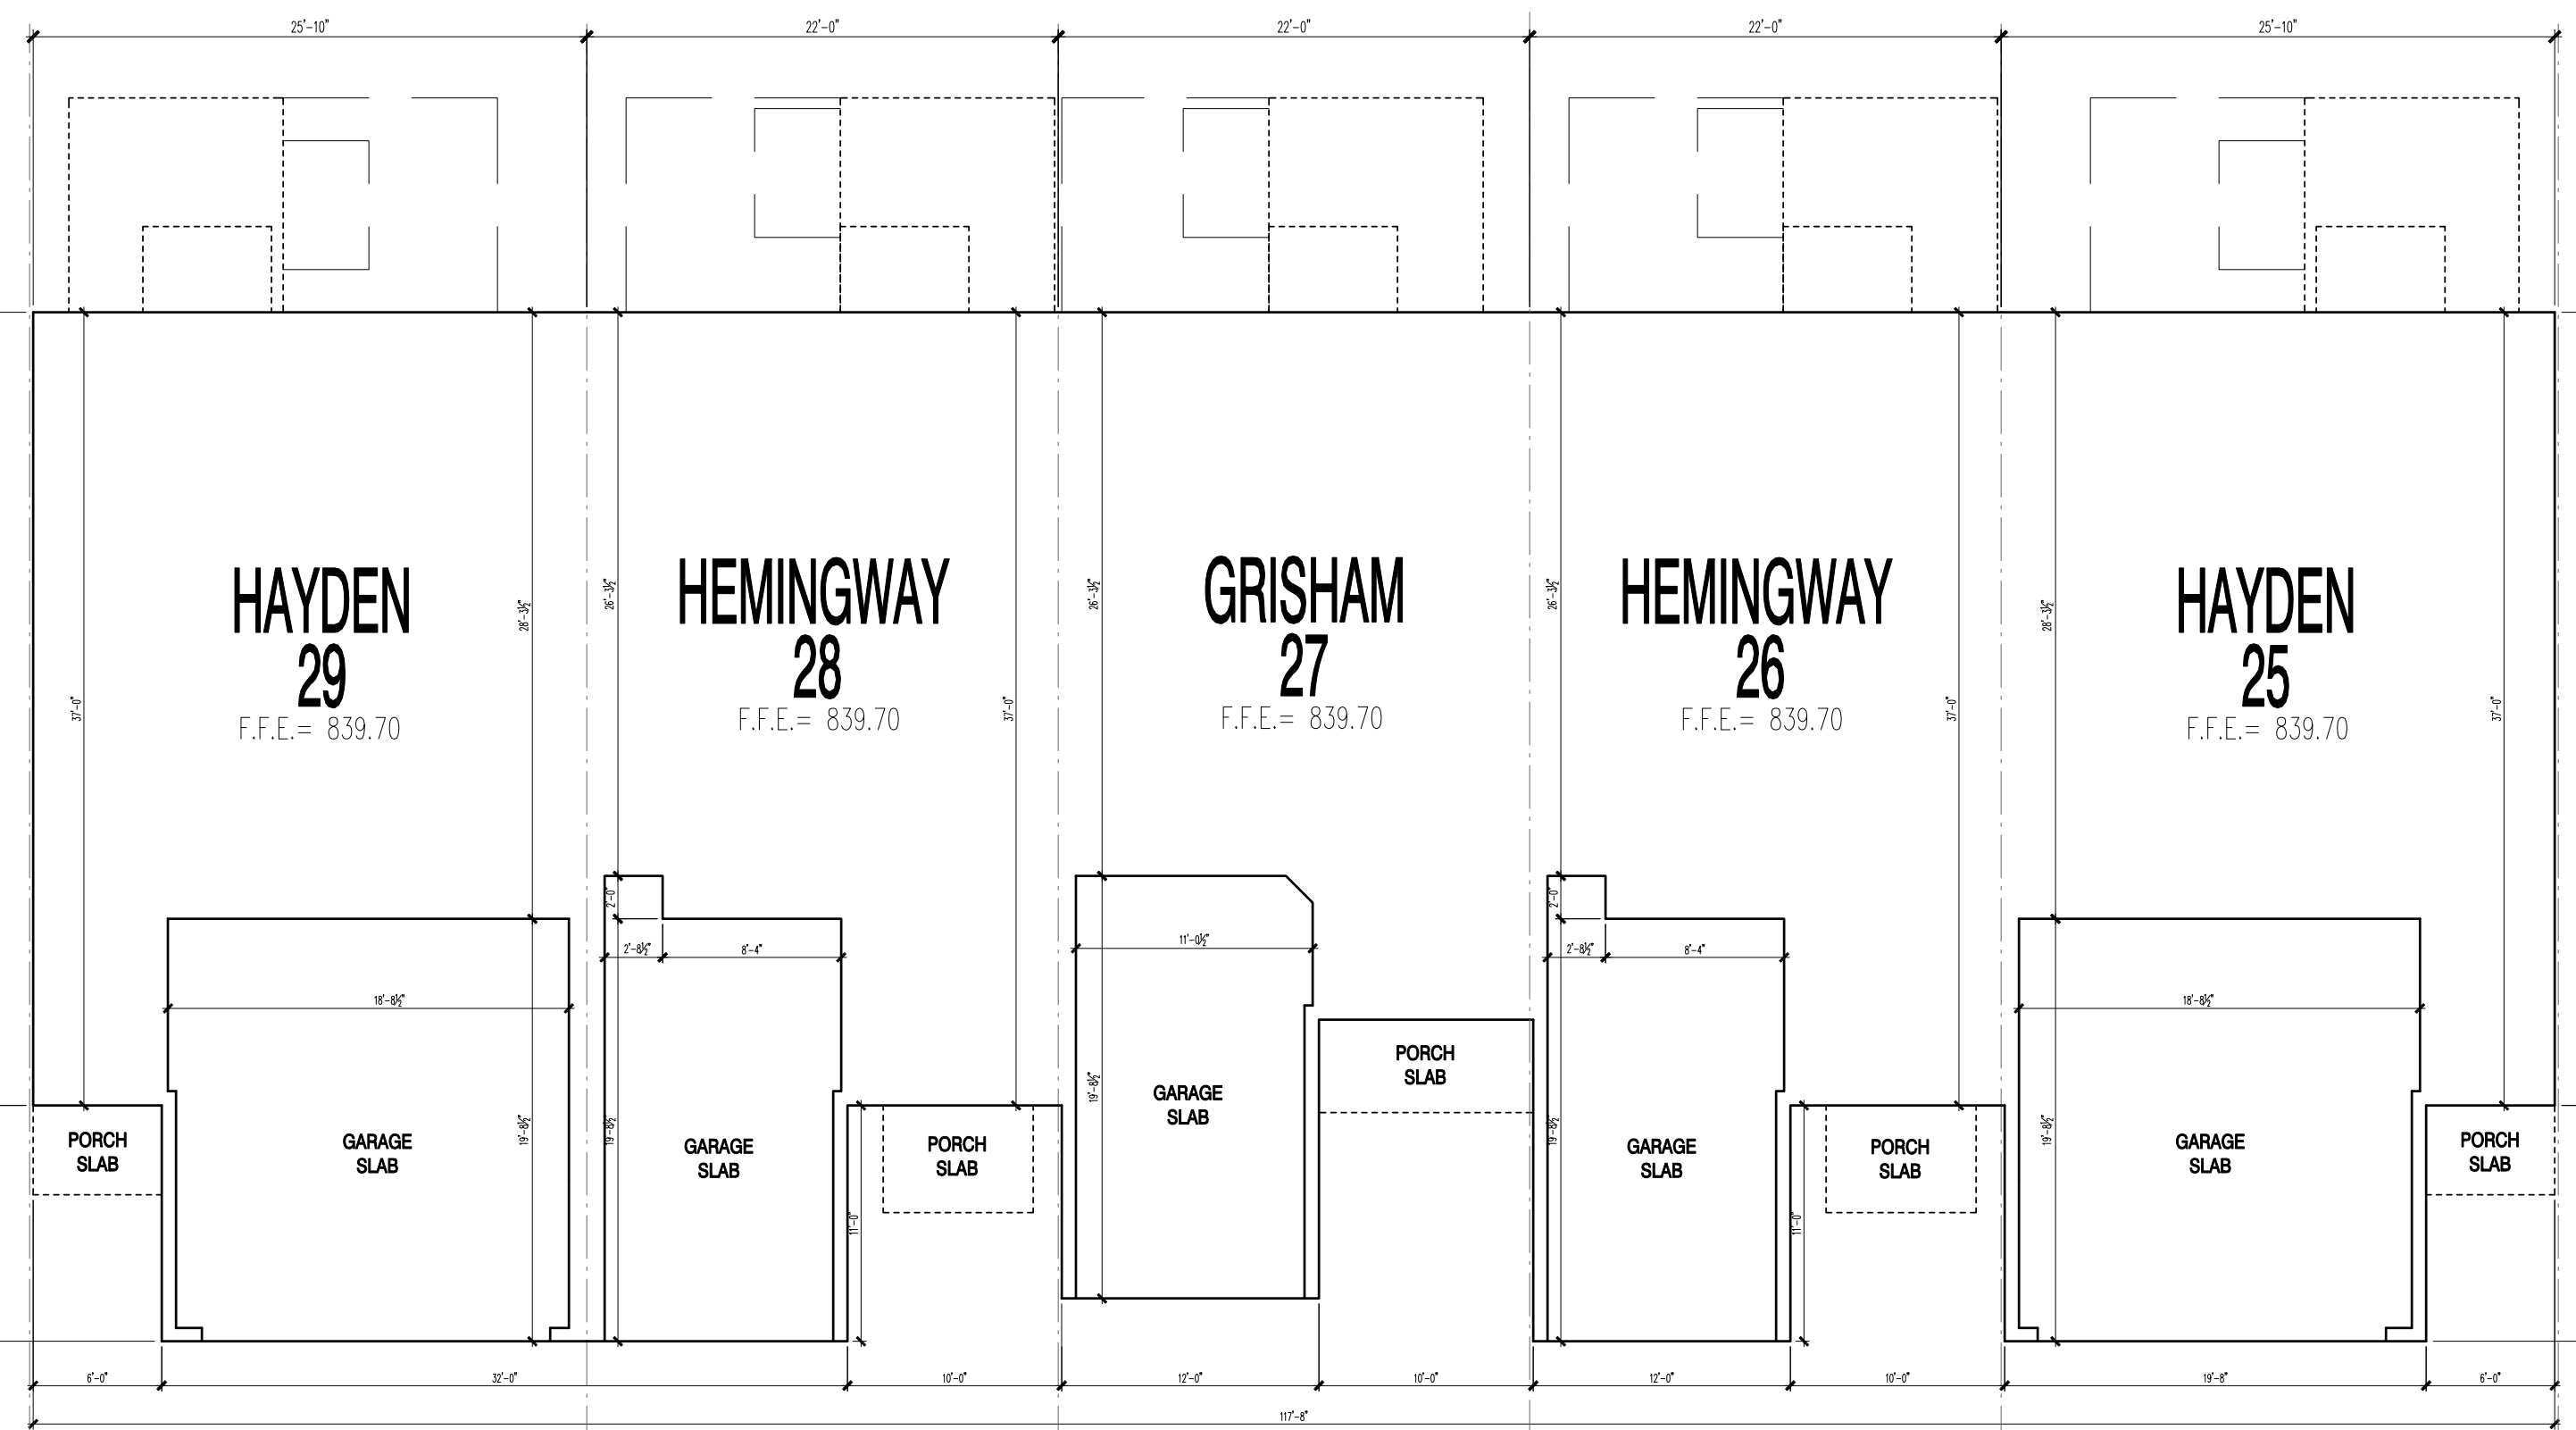 25'-10"
22'-0"
22'-0"
22'-0"
25'-10"
HAYDEN
29
F.F.E.= 839.70
HEMINGWAY
28
F.F.E.= 839.70
GRISHAM
27
F.F.E.= 839.70
HEMINGWAY
26
F.F.E.= 839.70
HAYDEN
25
F.F.E.= 839.70
37'-0"
28'-3½"
26'-3½"
37'-0"
26'-3½"
26'-3½"
37'-0"
28'-3½"
37'-0"
2'-0"
2'-0"
2'-8½"
8'-4"
11'-0½"
2'-8½"
8'-4"
18'-8½"
18'-8½"
19'-8½"
19'-8½"
19'-8½"
19'-8½"
19'-8½"
PORCH
SLAB
GARAGE
SLAB
GARAGE
SLAB
PORCH
SLAB
GARAGE
SLAB
PORCH
SLAB
GARAGE
SLAB
PORCH
SLAB
GARAGE
SLAB
PORCH
SLAB
11'-0"
11'-0"
6'-0"
32'-0"
10'-0"
12'-0"
10'-0"
12'-0"
10'-0"
19'-8"
6'-0"
117'-8"